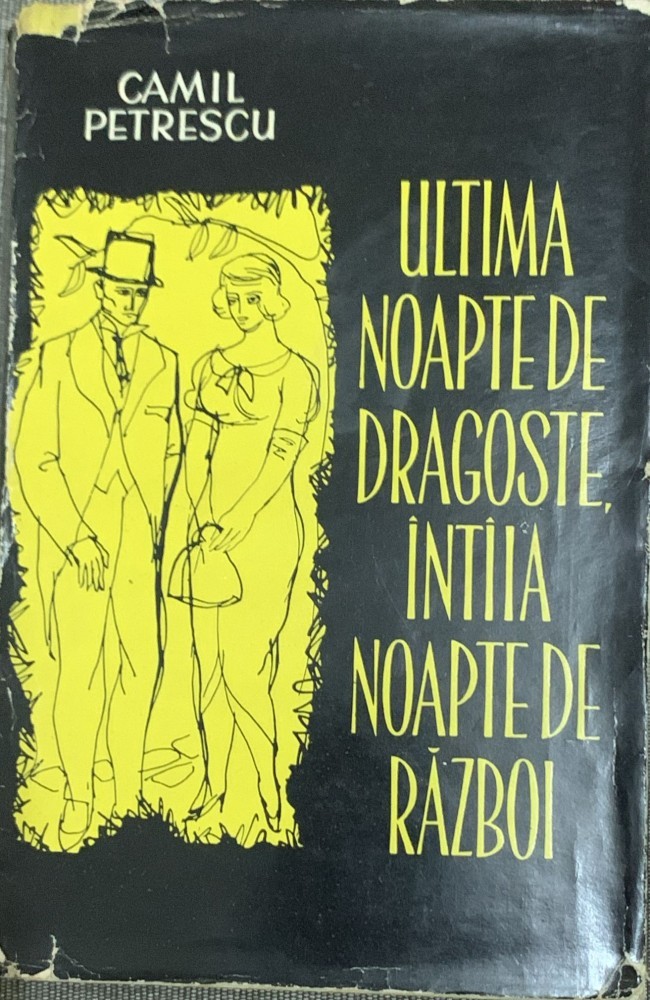 CAMIL
PETRESCU
ULTIMA
NOAPTE DE
DRAGOSTE,
ÎNTÎIA
NOAPTE DE
RĂZBOI